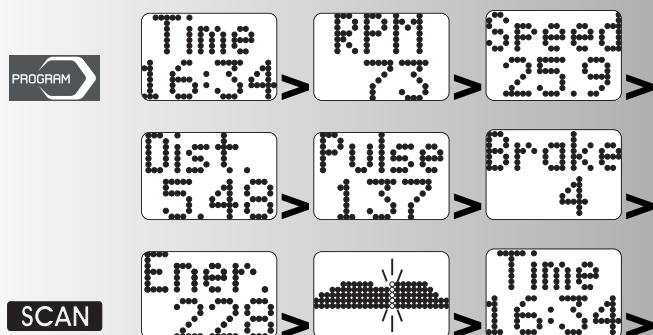 Time
RPM
Speed
PROGRAM
16:34
>
73
>
25.9
>
Dist.
Pulse
Brake
5.48
>
137
>
4
>
Ener.
Time
SCAN
228
>
>
16:34
>